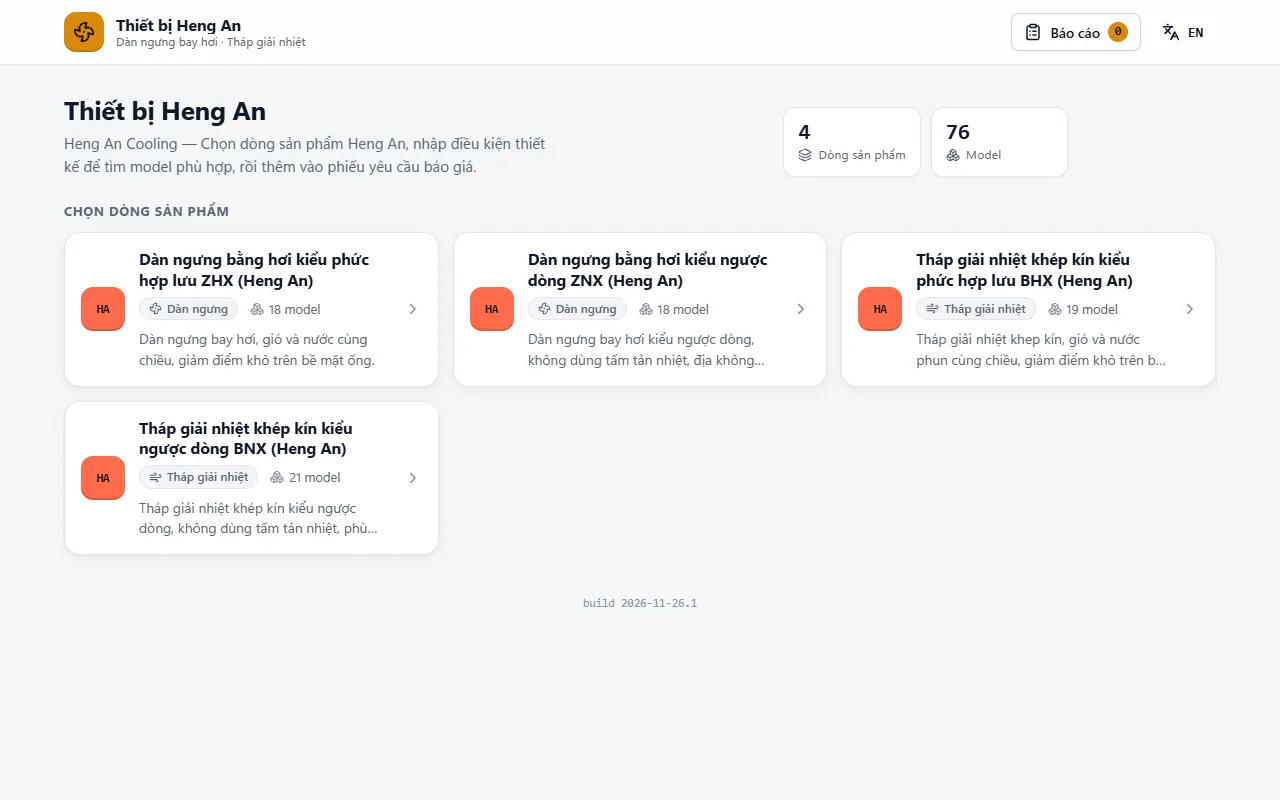 Thiết bị Heng An
Dàn ngưng bay hơi · Tháp giải nhiệt
Báo cáo 0
EN
Thiết bị Heng An
Heng An Cooling — Chọn dòng sản phẩm Heng An, nhập điều kiện thiết
kế để tìm model phù hợp, rồi thêm vào phiếu yêu cầu báo giá.
4
Dòng sản phẩm
76
Model
CHỌN DÒNG SẢN PHẨM
HA
Dàn ngưng bằng hơi kiểu phức
hợp lưu ZHX (Heng An)
Dàn ngưng 18 model
Dàn ngưng bay hơi, gió và nước cùng
chiều, giảm điểm khô trên bề mặt ống.
HA
Dàn ngưng bằng hơi kiểu ngược
dòng ZNX (Heng An)
Dàn ngưng 18 model
Dàn ngưng bay hơi kiểu ngược dòng,
không dùng tấm tản nhiệt, địa không...
HA
Tháp giải nhiệt khép kín kiểu
phức hợp lưu BHX (Heng An)
Tháp giải nhiệt 19 model
Tháp giải nhiệt khep kín, gió và nước
phun cùng chiều, giảm điểm khô trên b...
HA
Tháp giải nhiệt khép kín kiểu
ngược dòng BNX (Heng An)
Tháp giải nhiệt 21 model
Tháp giải nhiệt khép kín kiểu ngược
dòng, không dùng tấm tản nhiệt, phù...
build 2026-11-26.1